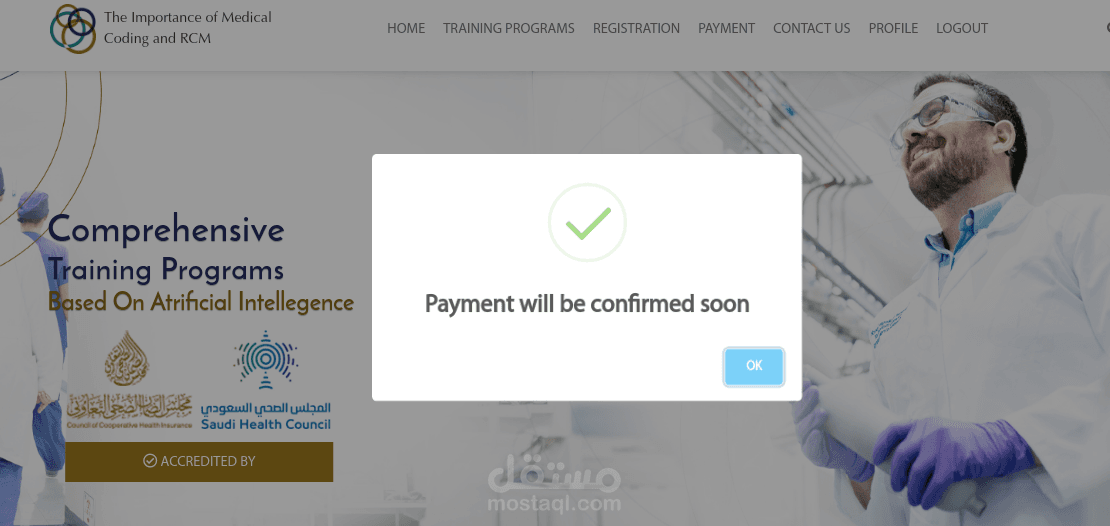 The Importance of Medical
Coding and RCM
HOME TRAINING PROGRAMS REGISTRATION PAYMENT CONTACT US PROFILE LOGOUT
Comprehensive
Training Programs
Based On Atrificial Intellegence
Payment will be confirmed soon
OK
مجلس الضمان الصحي التعاوني
Council of Cooperative Health Insurance
المجلس الصحي السعودي
Saudi Health Council
ACCREDITED BY
مستقل
mostaql.com